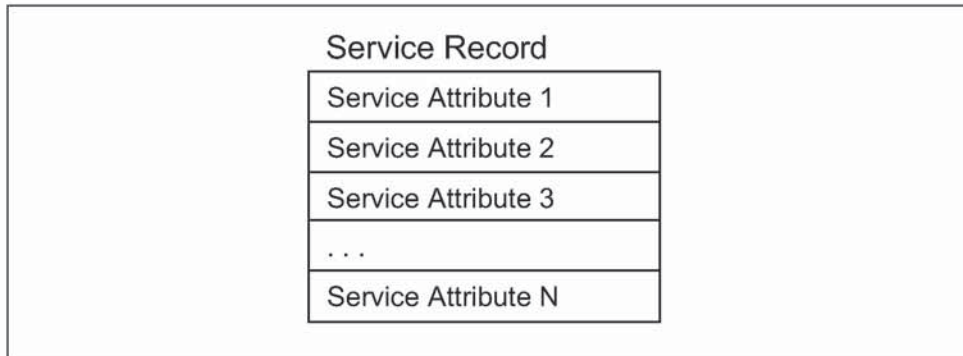 Service Record
Service Attribute 1
Service Attribute 2
Service Attribute 3
. . .
Service Attribute N